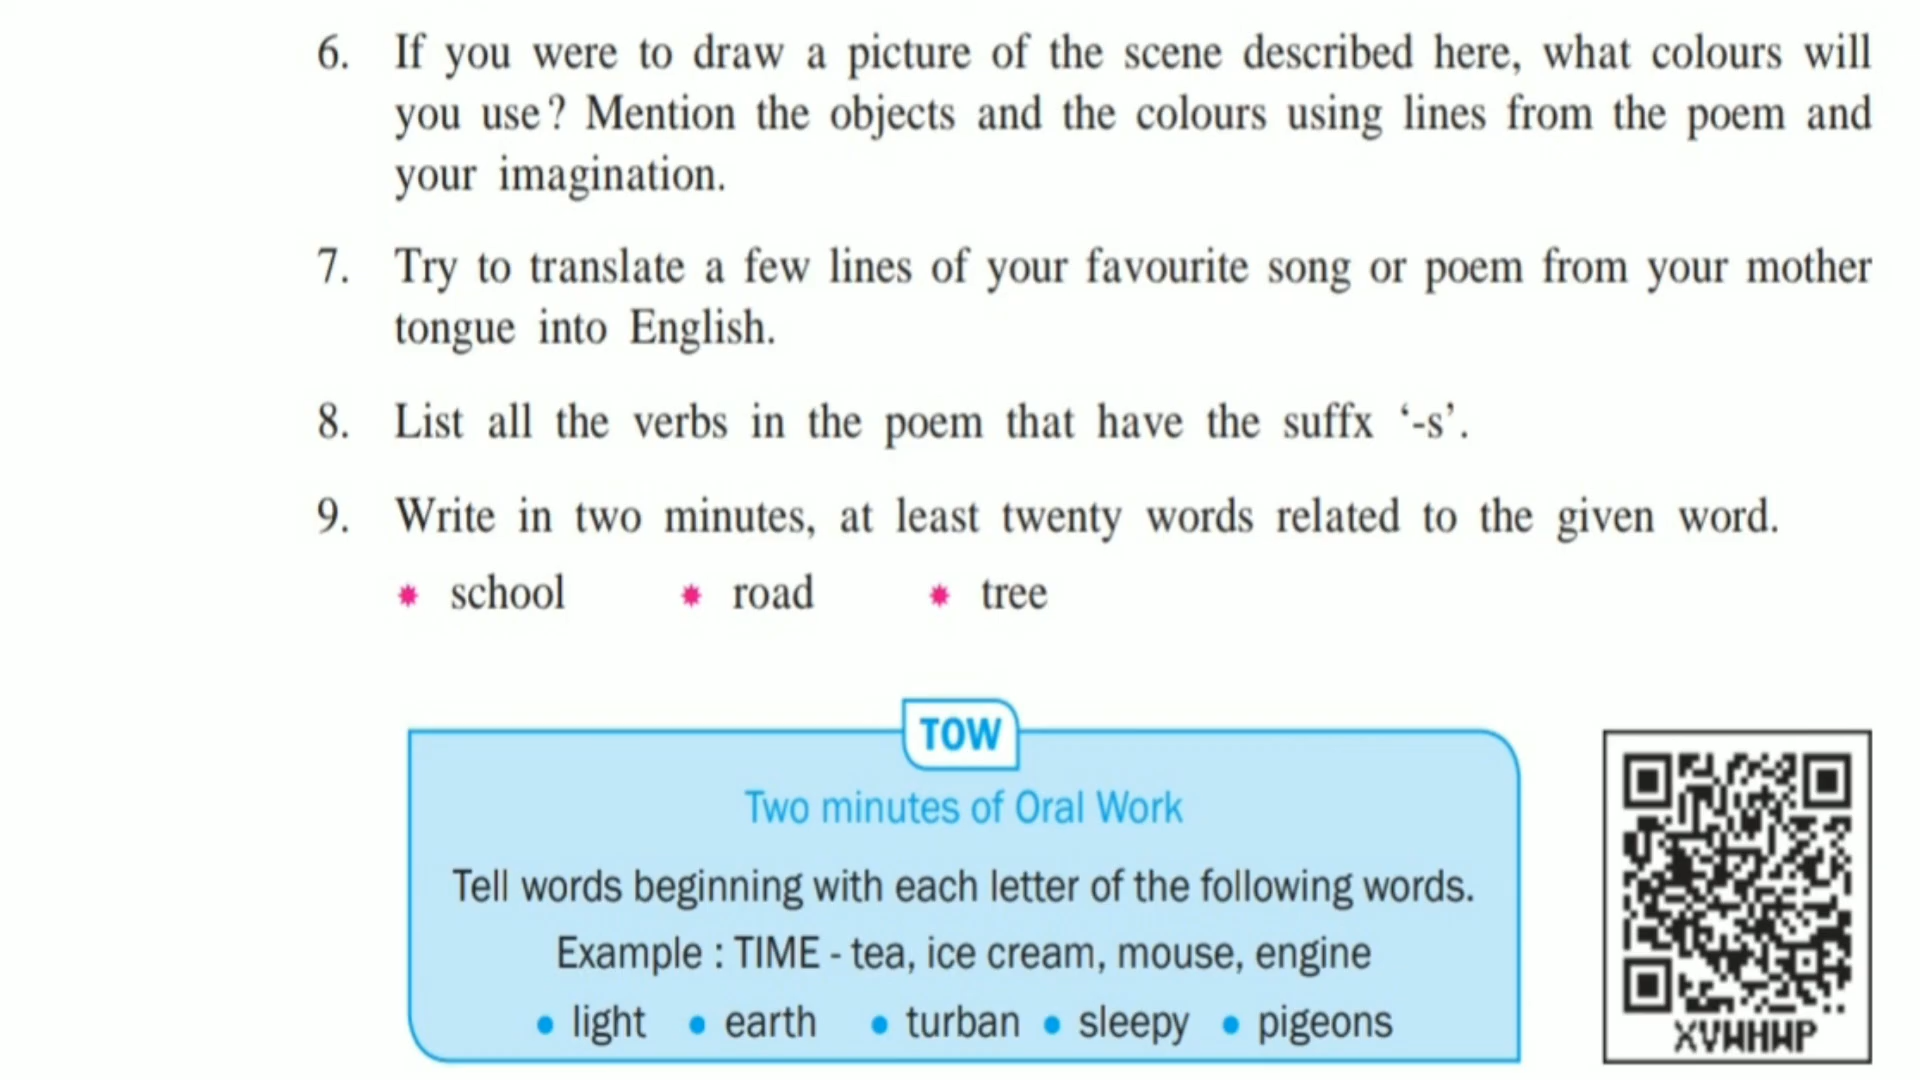 6. If you were to draw a picture of the scene described here, what colours will
you use? Mention the objects and the colours using lines from the poem and
your imagination.
7. Try to translate a few lines of your favourite song or poem from your mother
tongue into English.
8. List all the verbs in the poem that have the suffx ‘-s’.
9. Write in two minutes, at least twenty words related to the given word.
* school * road * tree
TOW
Two minutes of Oral Work
Tell words beginning with each letter of the following words.
Example : TIME - tea, ice cream, mouse, engine
• light • earth • turban • sleepy • pigeons
XVWHWP